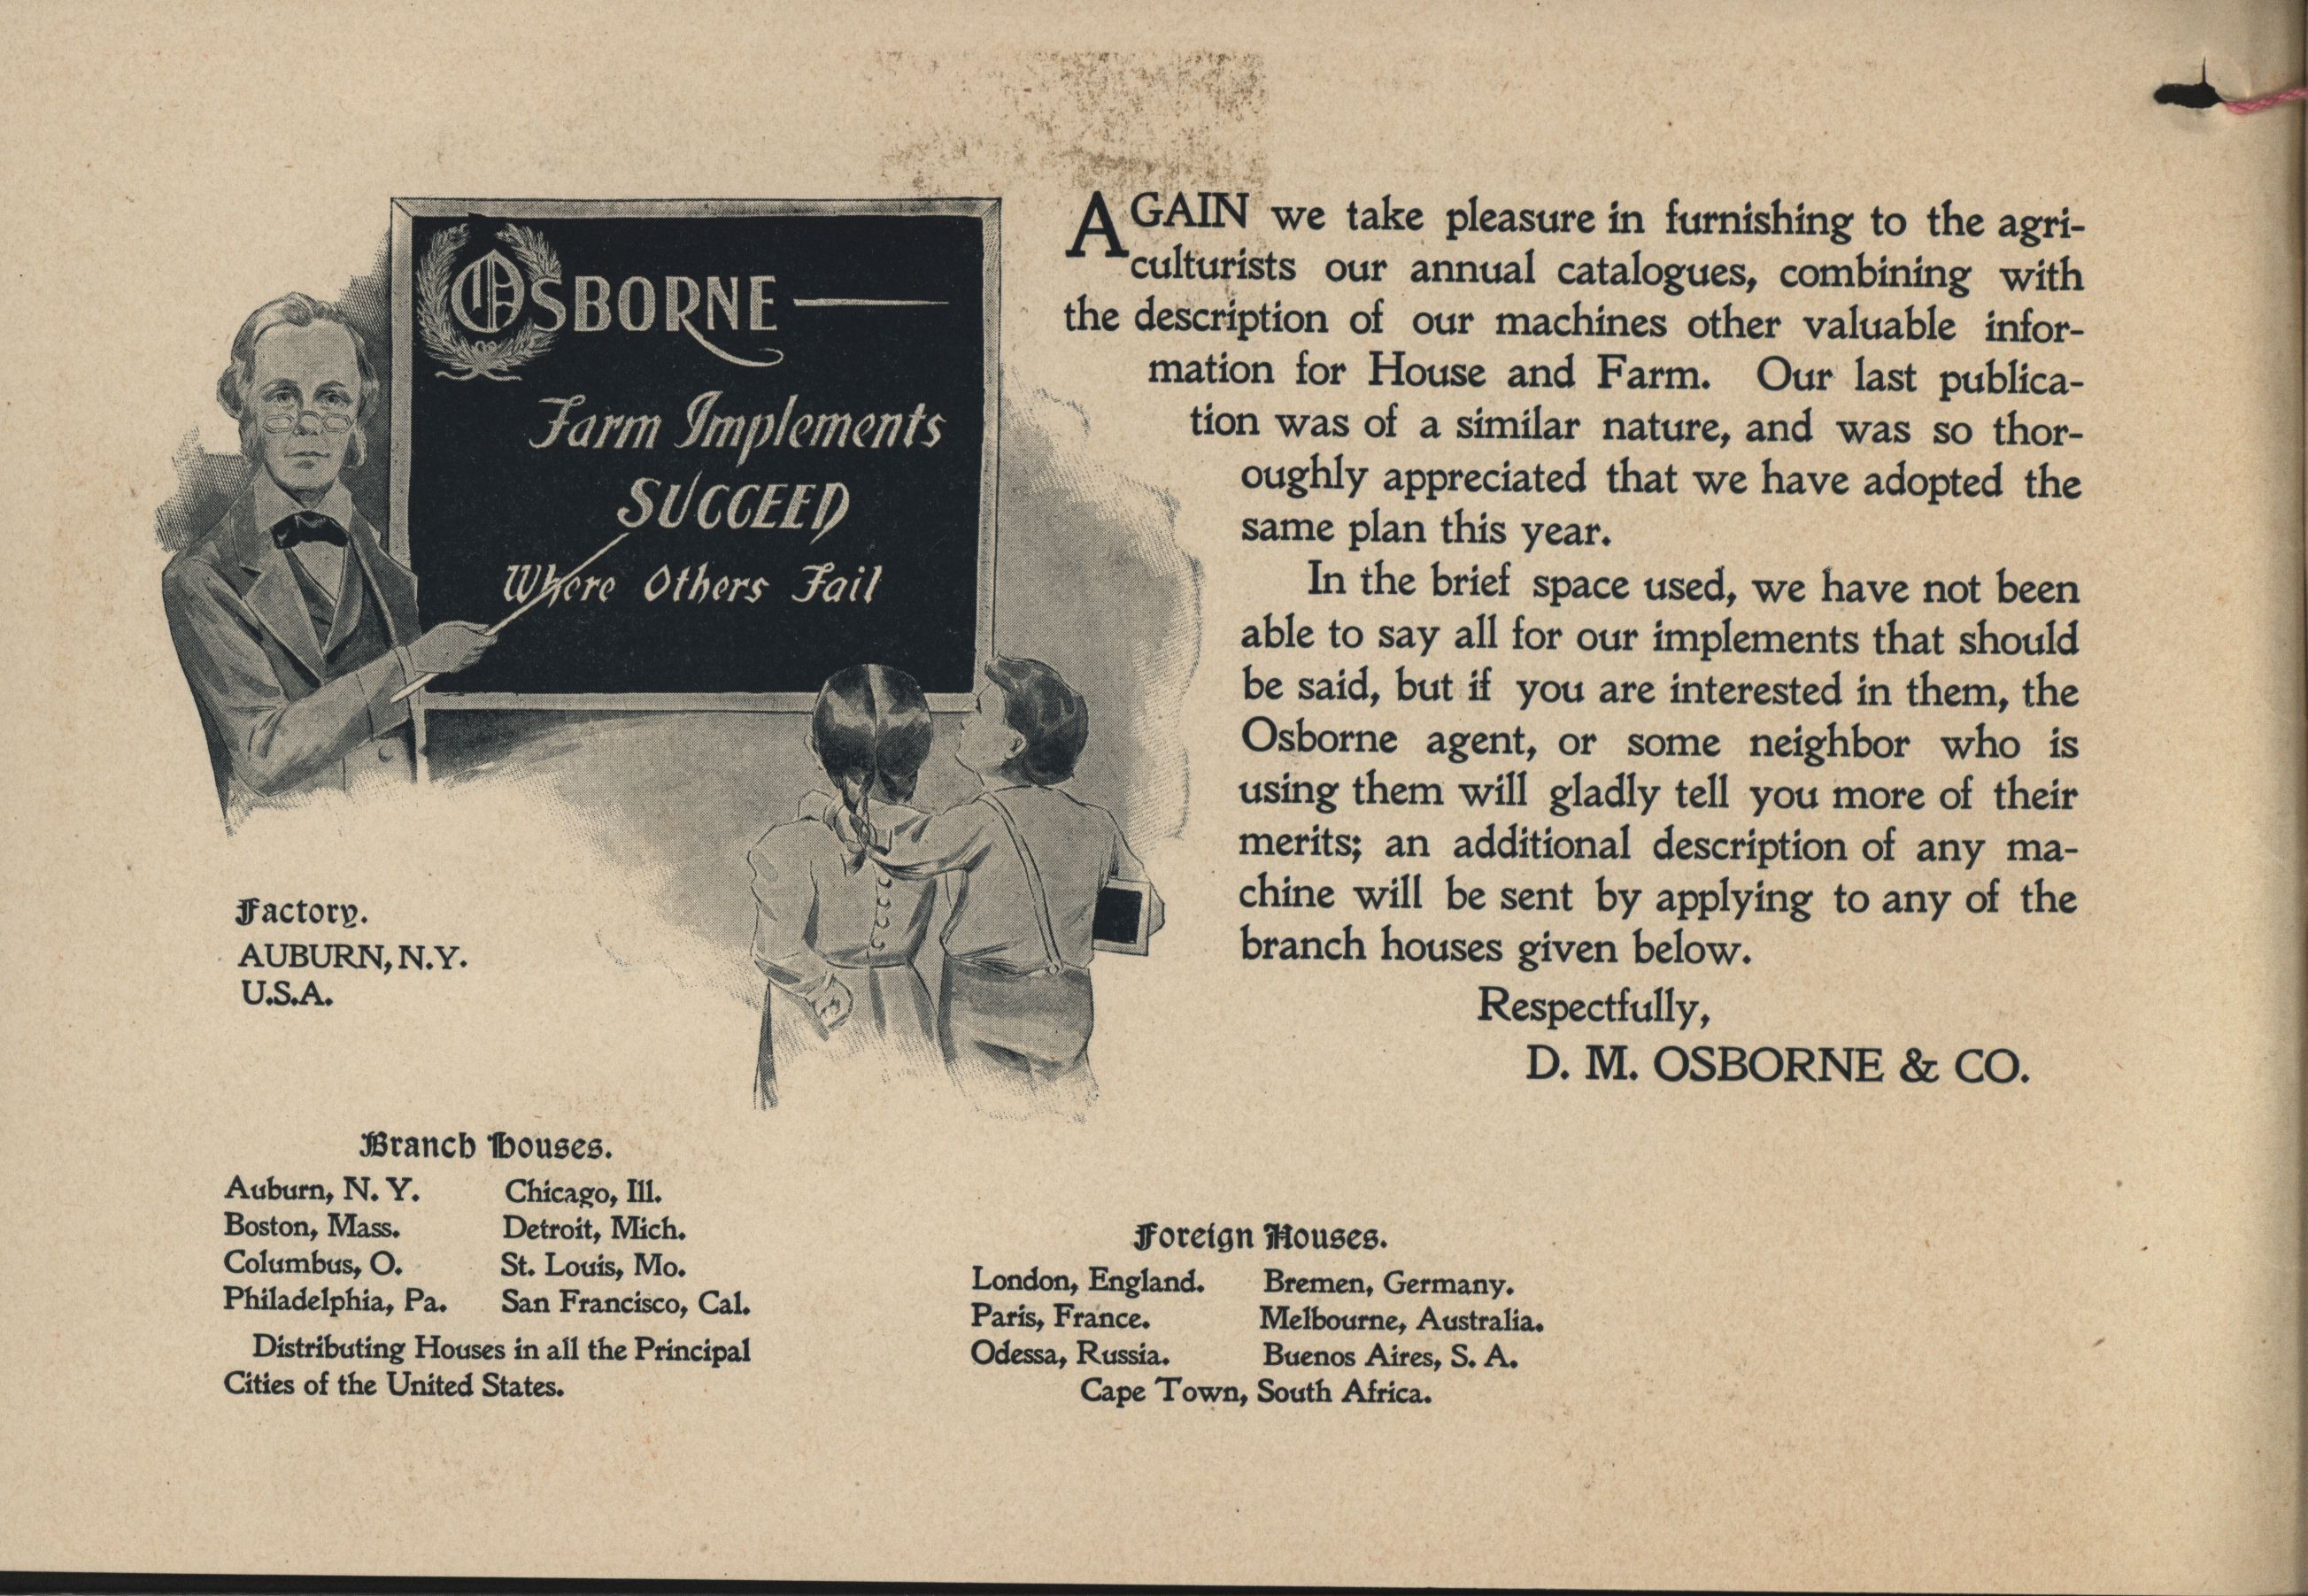 OSBORNE
Farm Implements
SUCCEED
Where Others Fail
AGAIN we take pleasure in furnishing to the agri-
culturists our annual catalogues, combining with
the description of our machines other valuable infor-
mation for House and Farm. Our last publica-
tion was of a similar nature, and was so thor-
oughly appreciated that we have adopted the
same plan this year.
In the brief space used, we have not been
able to say all for our implements that should
be said, but if you are interested in them, the
Osborne agent, or some neighbor who is
using them will gladly tell you more of their
merits; an additional description of any ma-
chine will be sent by applying to any of the
branch houses given below.
Respectfully,
D. M. OSBORNE & CO.
Factory.
AUBURN, N.Y.
U.S.A.
Branch Houses.
Auburn, N. Y. Chicago, Ill.
Boston, Mass. Detroit, Mich.
Columbus, O. St. Louis, Mo.
Philadelphia, Pa. San Francisco, Cal.
Distributing Houses in all the Principal
Cities of the United States.
Foreign Houses.
London, England. Bremen, Germany.
Paris, France. Melbourne, Australia.
Odessa, Russia. Buenos Aires, S. A.
Cape Town, South Africa.